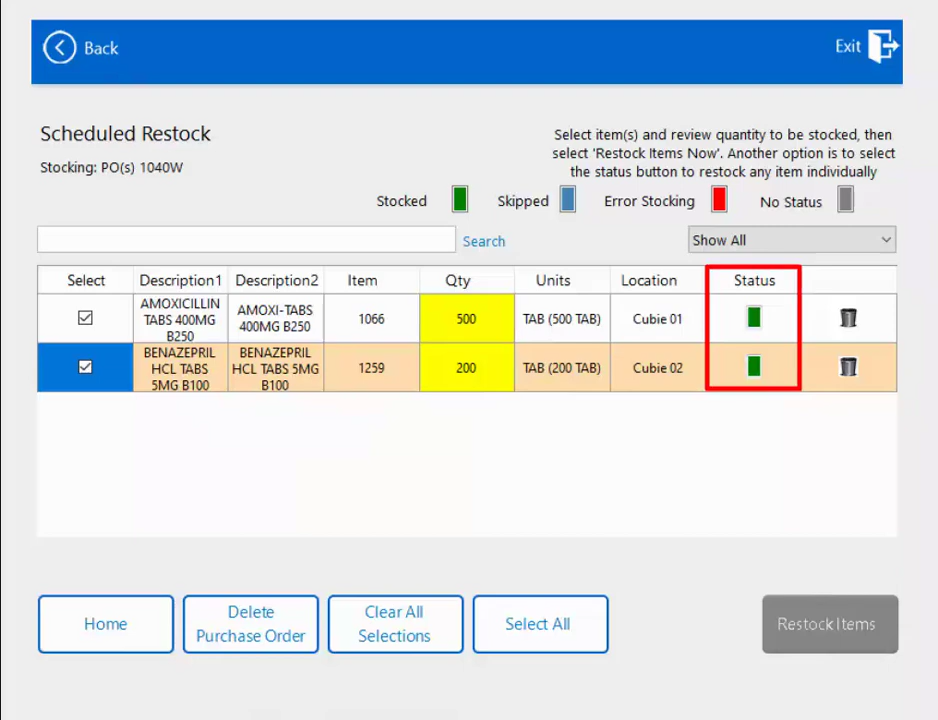 Back
Exit
Scheduled Restock
Select item(s) and review quantity to be stocked, then
Stocking: PO(s) 1040W
select 'Restock Items Now'. Another option is to select
the status button to restock any item individually
Stocked Skipped Error Stocking No Status
Search
Show All
Select Description1 Description2 Item Qty Units Location Status
AMOXICILLIN
TABS 400MG
B250
AMOXI-TABS
400MG B250
1066
500
TAB (500 TAB)
Cubie 01
BENAZEPRIL
HCL TABS
5MG B100
BENAZEPRIL
HCL TABS 5MG
B100
1259
200
TAB (200 TAB)
Cubie 02
Home
Delete
Purchase Order
Clear All
Selections
Select All
Restock Items